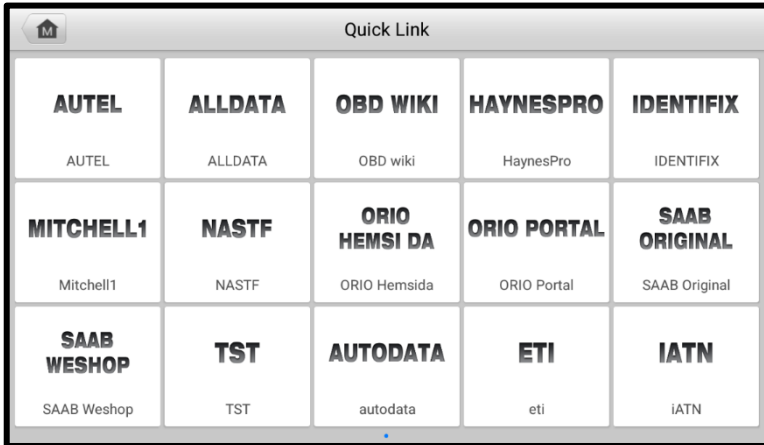 M
Quick Link
AUTEL
AUTEL
ALLDATA
ALLDATA
OBD WIKI
OBD wiki
HAYNESPRO
HaynesPro
IDENTIFIX
IDENTIFIX
MITCHELL1
Mitchell1
NASTF
NASTF
ORIO
HEMSI DA
ORIO Hemsida
ORIO PORTAL
ORIO Portal
SAAB
ORIGINAL
SAAB Original
SAAB
WESHOP
SAAB Weshop
TST
TST
AUTODATA
autodata
ETI
eti
IATN
iATN